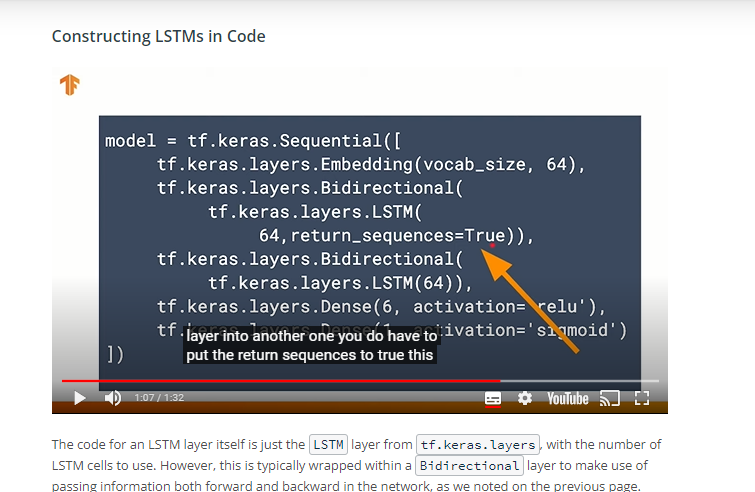 Constructing LSTMs in Code
model = tf.keras.Sequential([
tf.keras.layers.Embedding(vocab_size, 64),
tf.keras.layers.Bidirectional(
tf.keras.layers.LSTM(
64,return_sequences=True)),
tf.keras.layers.Bidirectional(
tf.keras.layers.LSTM(64)),
tf.keras.layers.Dense(6, activation='relu'),
tf.keras.layers.Dense(1, activation='sigmoid')
])
layer into another one you do have to
put the return sequences to true this
1:07 / 1:32
YouTube
The code for an LSTM layer itself is just the LSTM layer from tf.keras.layers, with the number of
LSTM cells to use. However, this is typically wrapped within a Bidirectional layer to make use of
passing information both forward and backward in the network, as we noted on the previous page.